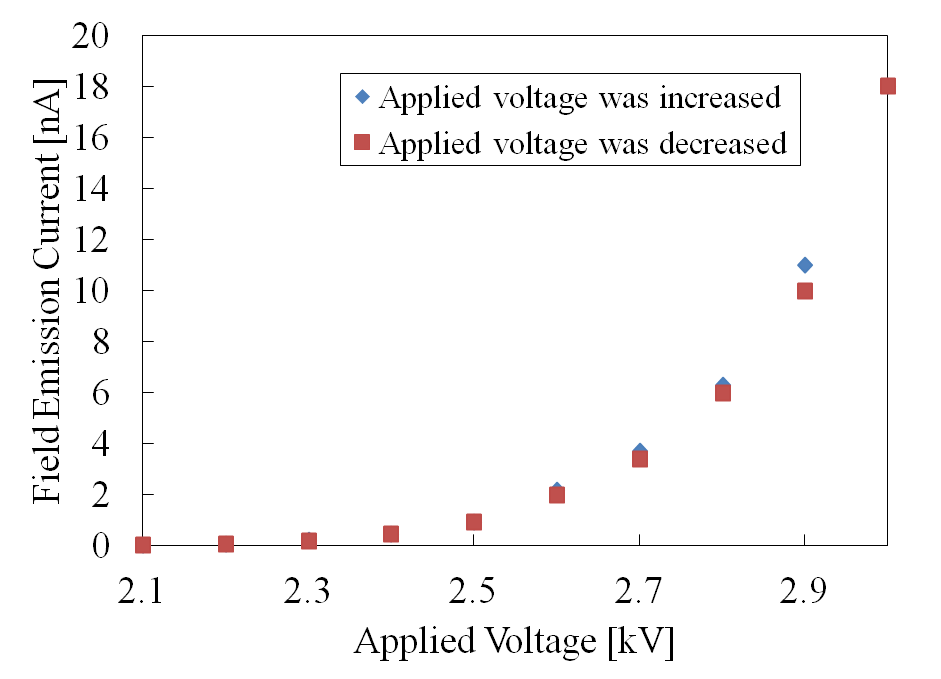 20
18
16
14
12
10
8
6
4
2
0
Field Emission Current [nA]
Applied voltage was increased
Applied voltage was decreased
2.1 2.3 2.5 2.7 2.9
Applied Voltage [kV]